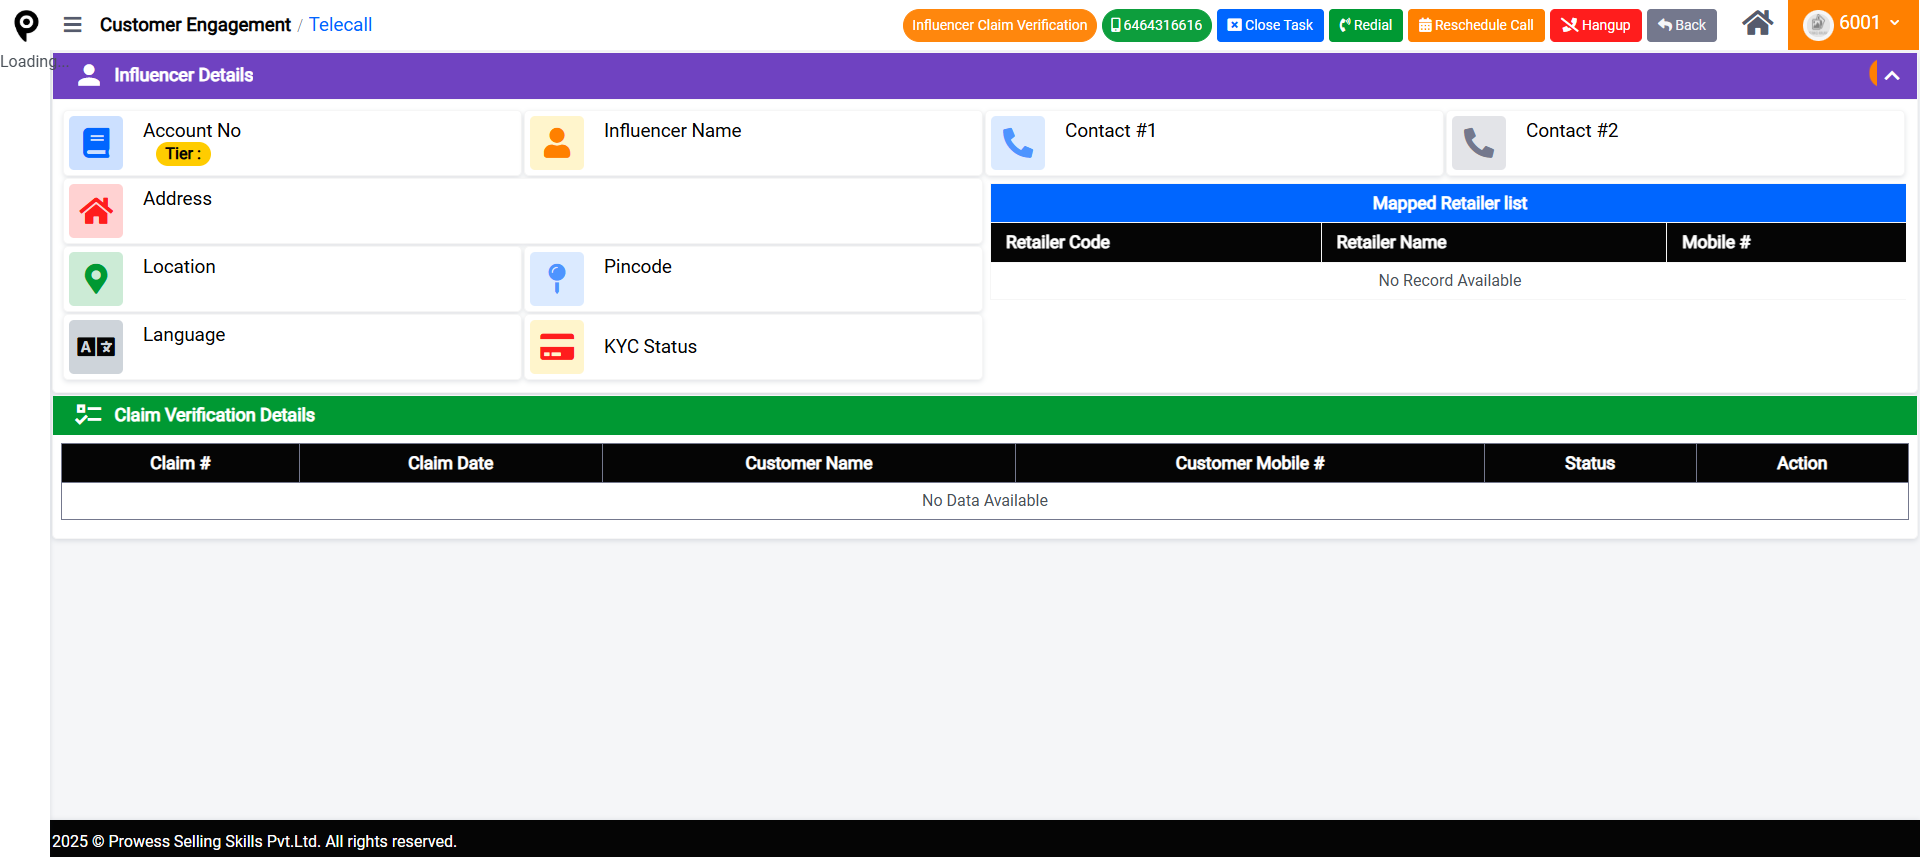 Customer Engagement / Telecall
Influencer Claim Verification
6464316616
Close Task
Redial
Reschedule Call
Hangup
Back
6001
Loading...
Influencer Details
Account No
Tier :
Influencer Name
Contact #1
Contact #2
Address
Mapped Retailer list
Retailer Code Retailer Name Mobile #
No Record Available
Location
Pincode
Language
KYC Status
Claim Verification Details
Claim # Claim Date Customer Name Customer Mobile # Status Action
No Data Available
2025 © Prowess Selling Skills Pvt.Ltd. All rights reserved.